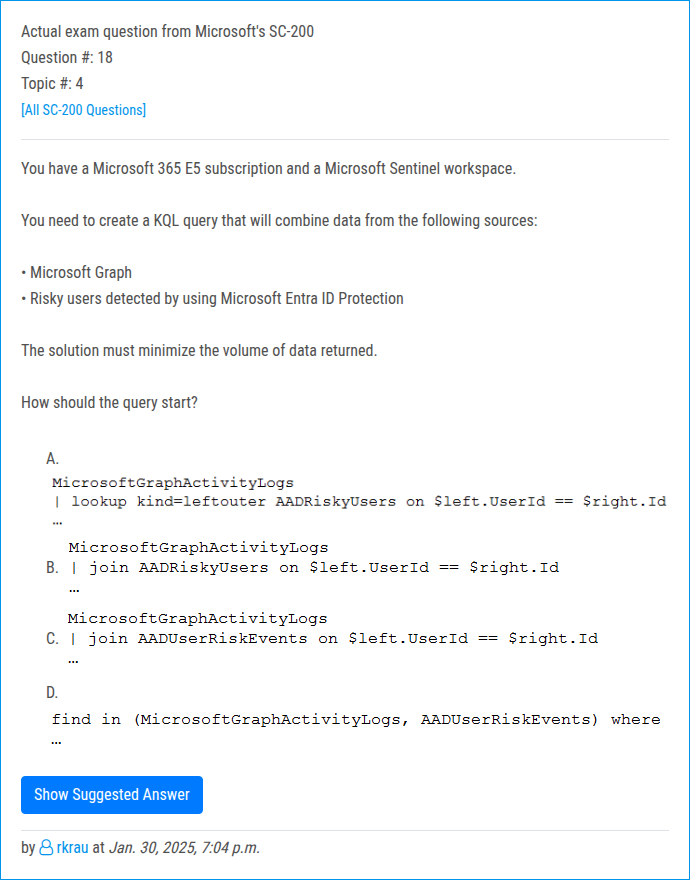 Actual exam question from Microsoft's SC-200
Question #: 18
Topic #: 4
[All SC-200 Questions]
You have a Microsoft 365 E5 subscription and a Microsoft Sentinel workspace.
You need to create a KQL query that will combine data from the following sources:
• Microsoft Graph
• Risky users detected by using Microsoft Entra ID Protection
The solution must minimize the volume of data returned.
How should the query start?
A.
MicrosoftGraphActivityLogs
| lookup kind=leftouter AADRiskyUsers on $left.UserId == $right.Id
…
MicrosoftGraphActivityLogs
B. | join AADRiskyUsers on $left.UserId == $right.Id
…
MicrosoftGraphActivityLogs
C. | join AADUserRiskEvents on $left.UserId == $right.Id
…
D.
find in (MicrosoftGraphActivityLogs, AADUserRiskEvents) where
…
Show Suggested Answer
by rkrau at Jan. 30, 2025, 7:04 p.m.